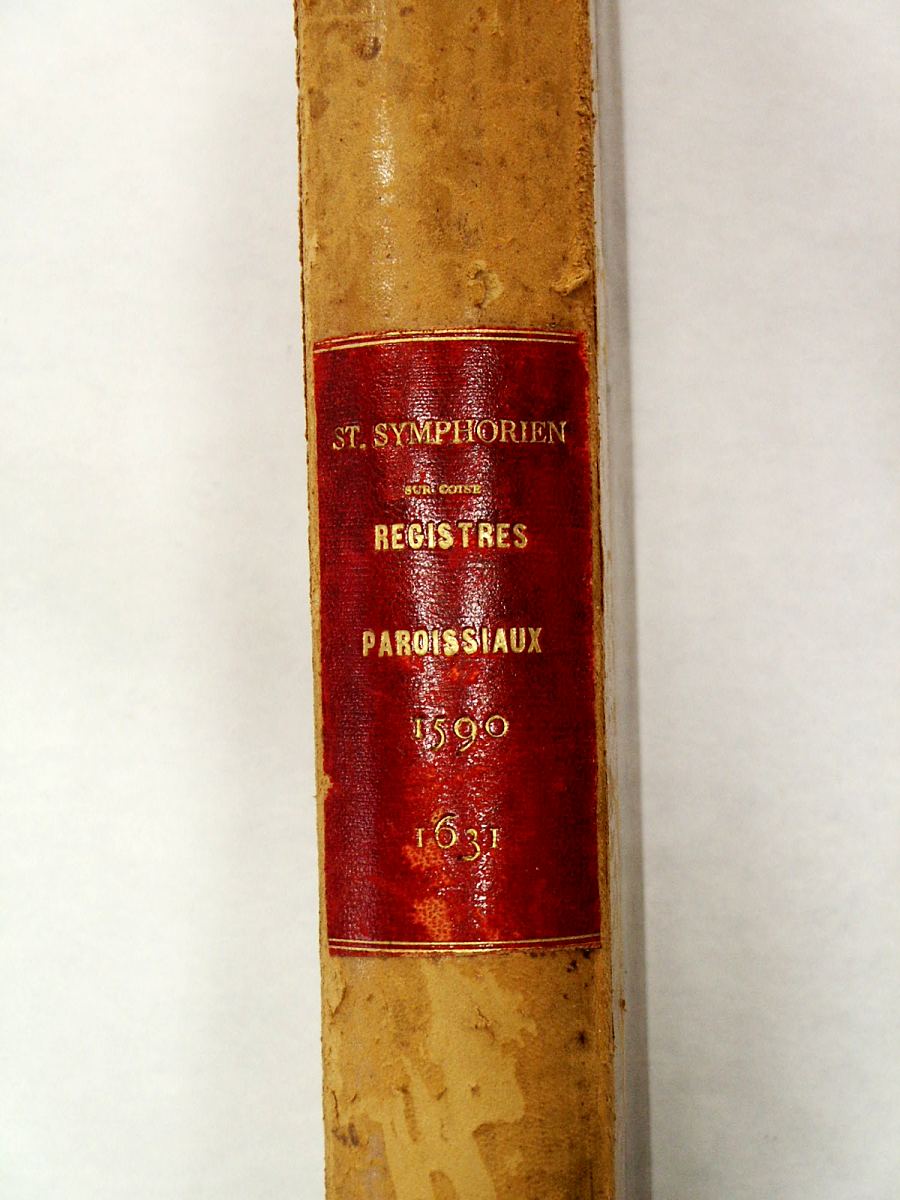 ST. SYMPHORIEN
SUR COISE
REGISTRES
PAROISSIAUX
1590
1631